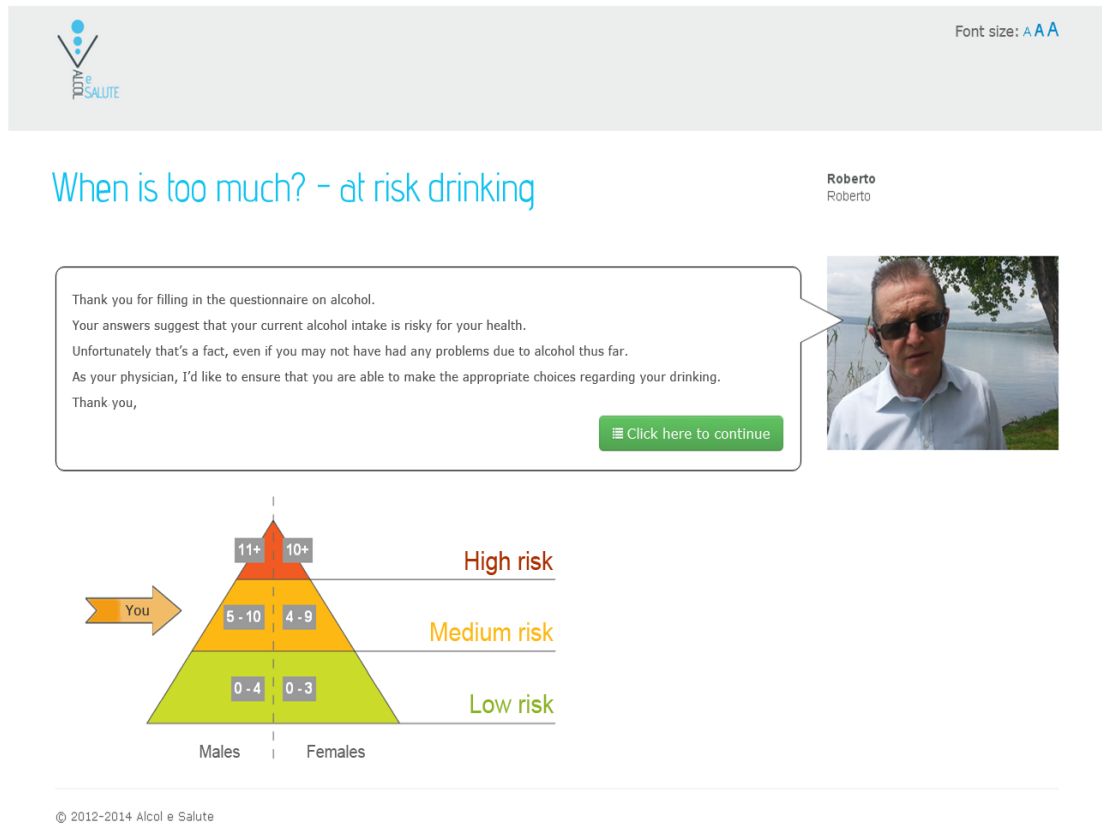 Font size: A A A
ALCOL
e
SALUTE
When is too much? - at risk drinking
Roberto
Roberto
Thank you for filling in the questionnaire on alcohol.
Your answers suggest that your current alcohol intake is risky for your health.
Unfortunately that's a fact, even if you may not have had any problems due to alcohol thus far.
As your physician, I'd like to ensure that you are able to make the appropriate choices regarding your drinking.
Thank you,
Click here to continue
11+ 10+
High risk
You
5 - 10 4 - 9
Medium risk
0 - 4 0 - 3
Low risk
Males Females
© 2012-2014 Alcol e Salute